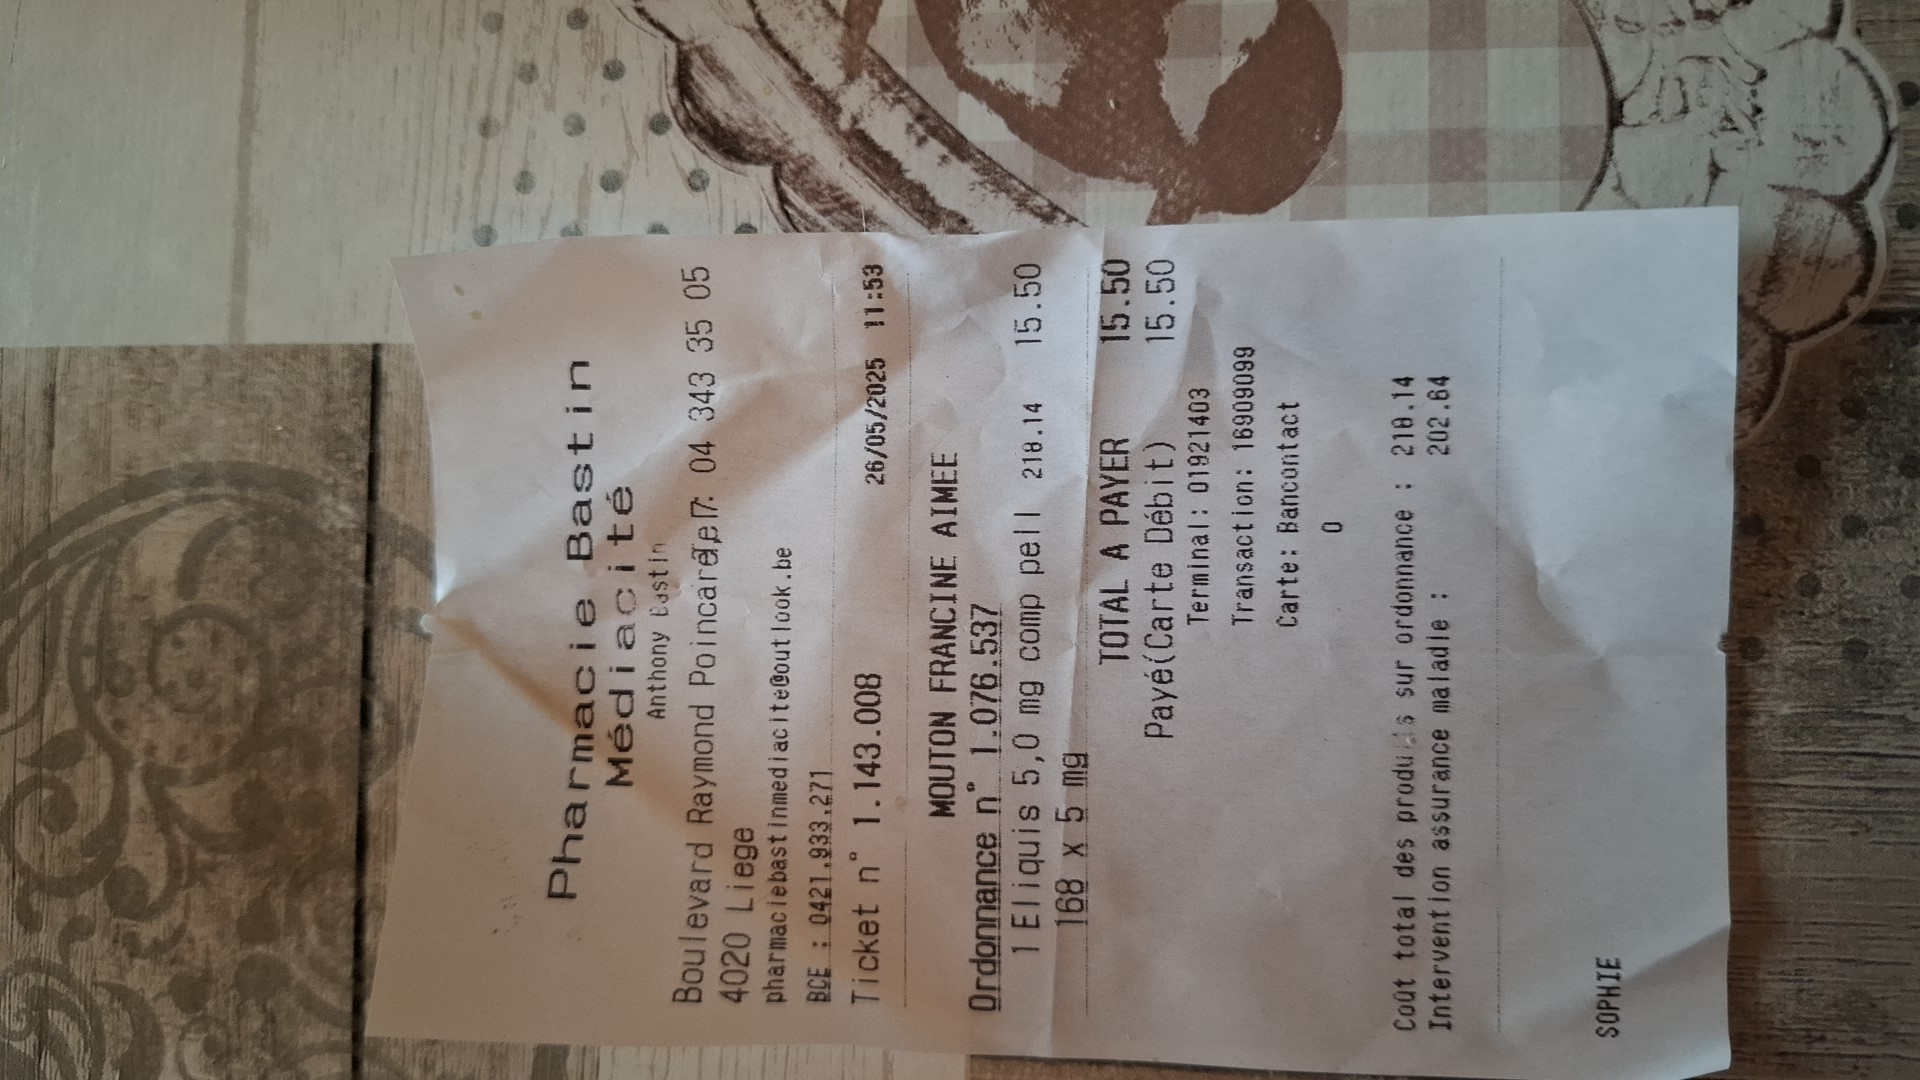 Pharmacie Bastin
Médiacité
Anthony Bastin
Boulevard Raymond Poincaré, 7: 04 343 35 05
4020 Liege
pharmaciebastinmediacite@outlook.be
BCE : 0421.933.271
Ticket n° 1.143.008 26/05/2025 11:53
MOUTON FRANCINE AIMEE
Ordonnance n° 1.076.537
1 Eliquis 5,0 mg comp pell 218.14 15.50
168 x 5 mg
TOTAL A PAYER 15.50
Payé(Carte Débit) 15.50
Terminal: 01921403
Transaction: 16909099
Carte: Bancontact
0
Coût total des produits sur ordonnance : 218.14
Intervention assurance maladie : 202.64
SOPHIE